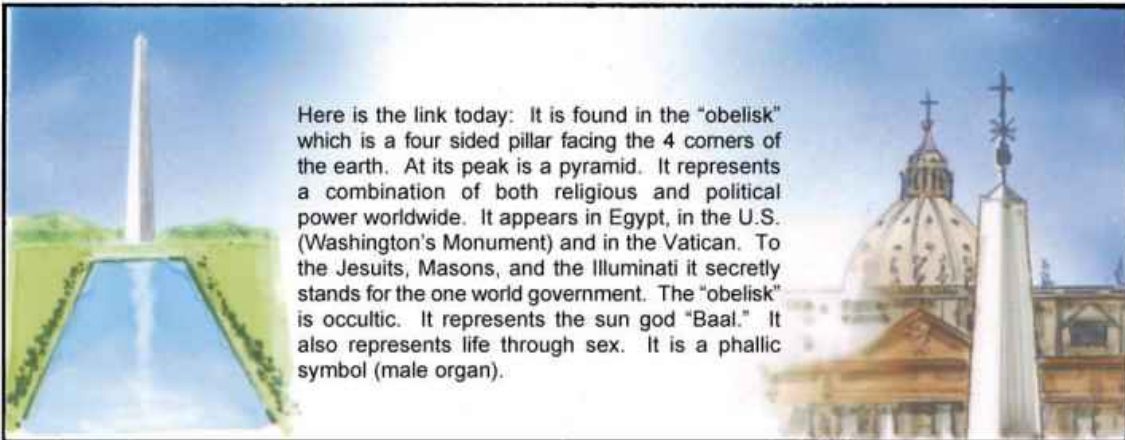 Here is the link today: It is found in the “obelisk”
which is a four sided pillar facing the 4 corners of
the earth. At its peak is a pyramid. It represents
a combination of both religious and political
power worldwide. It appears in Egypt, in the U.S.
(Washington’s Monument) and in the Vatican. To
the Jesuits, Masons, and the Illuminati it secretly
stands for the one world government. The “obelisk”
is occultic. It represents the sun god “Baal.” It
also represents life through sex. It is a phallic
symbol (male organ).